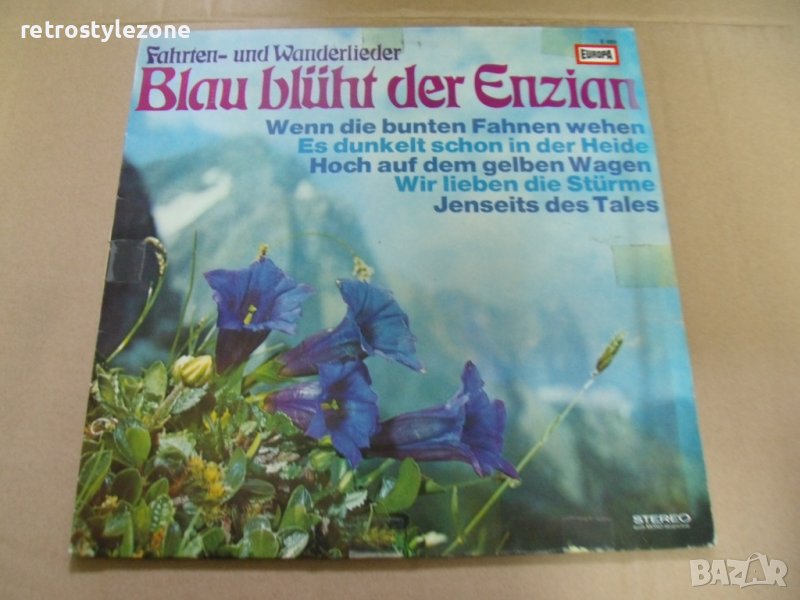 retrostylezone
Fahrten- und Wanderlieder
EUROPA
Blau blüht der Enzian
Wenn die bunten Fahnen wehen
Es dunkelt schon in der Heide
Hoch auf dem gelben Wagen
Wir lieben die Stürme
Jenseits des Tales
STEREO
BAZAR